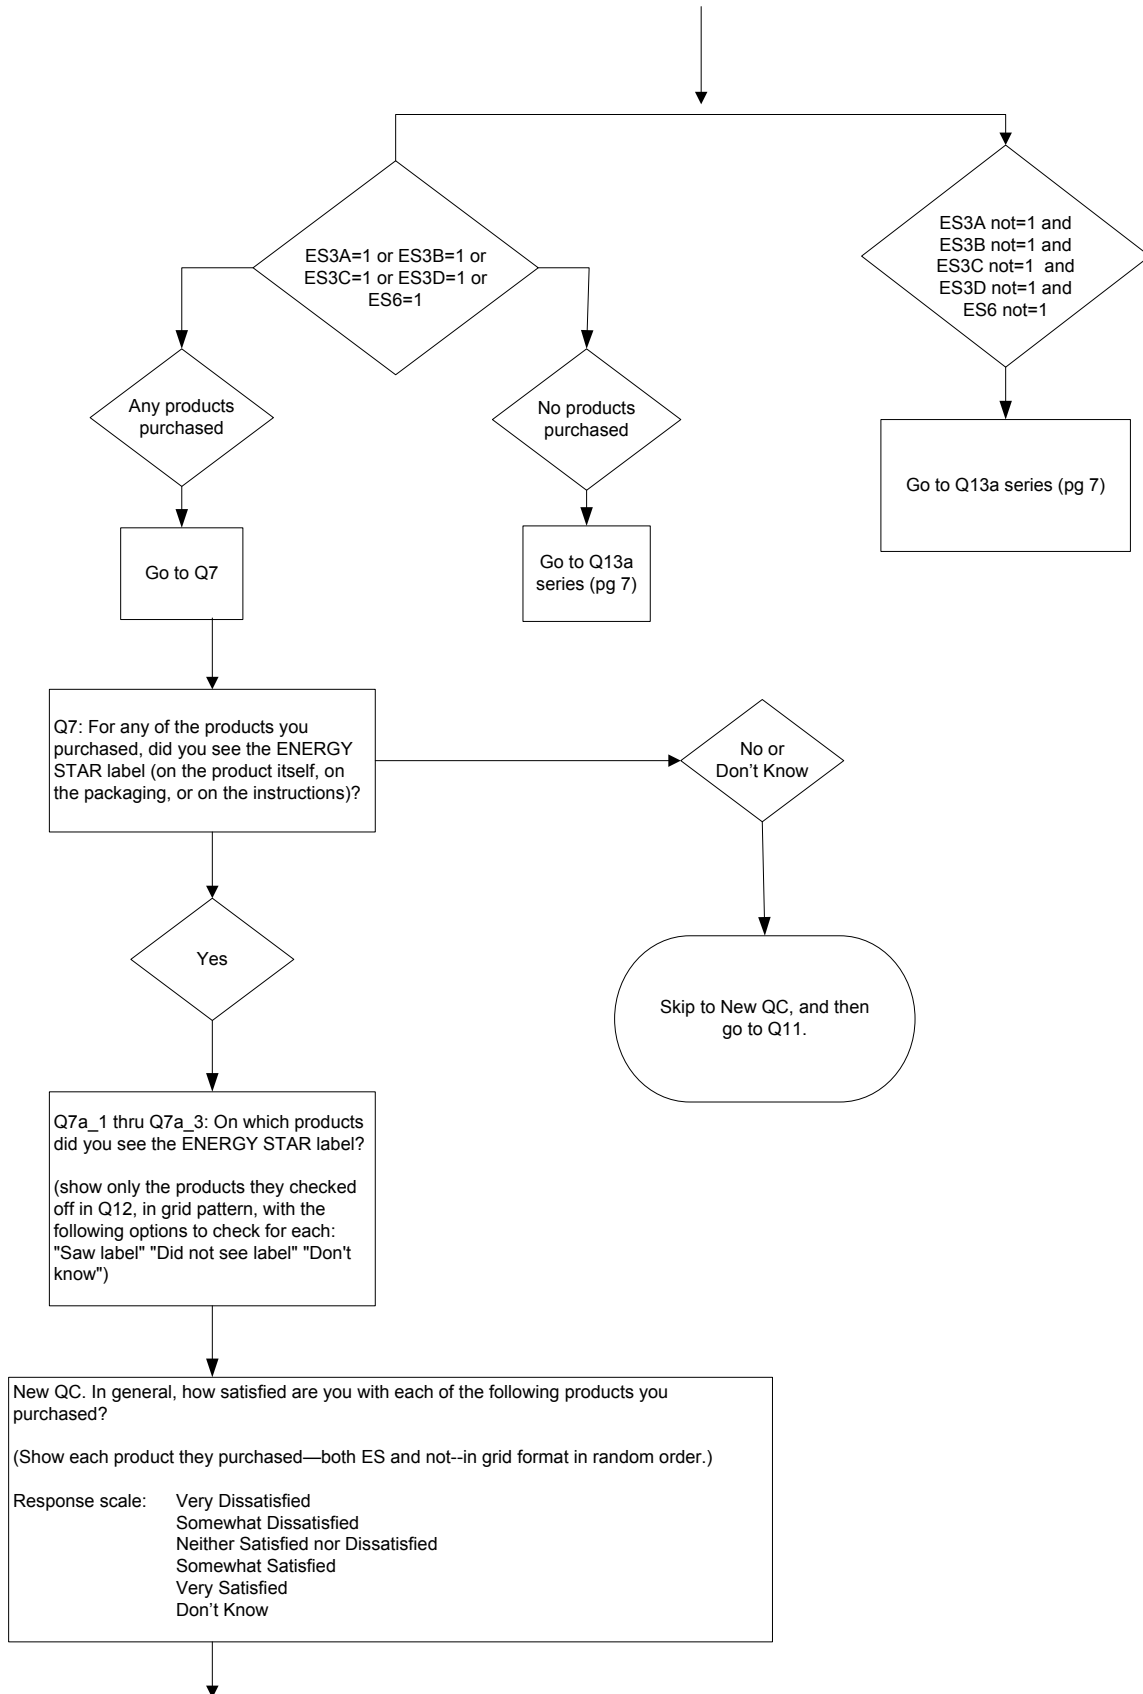 ES3A=1 or ES3B=1 or
ES3C=1 or ES3D=1 or
ES6=1
ES3A not=1 and
ES3B not=1 and
ES3C not=1  and
ES3D not=1 and
ES6 not=1
Any products
purchased
No products
purchased
Go to Q13a series (pg 7)
Go to Q7
Go to Q13a
series (pg 7)
Q7: For any of the products you
purchased, did you see the ENERGY
STAR label (on the product itself, on
the packaging, or on the instructions)?
No or
Don’t Know
Yes
Skip to New QC, and then
go to Q11.
Q7a_1 thru Q7a_3: On which products
did you see the ENERGY STAR label?
(show only the products they checked
off in Q12, in grid pattern, with the
following options to check for each:
"Saw label" "Did not see label" "Don't
know")
New QC. In general, how satisfied are you with each of the following products you
purchased?
(Show each product they purchased—both ES and not--in grid format in random order.)
Response scale: Very Dissatisfied
Somewhat Dissatisfied
Neither Satisfied nor Dissatisfied
Somewhat Satisfied
Very Satisfied
Don’t Know